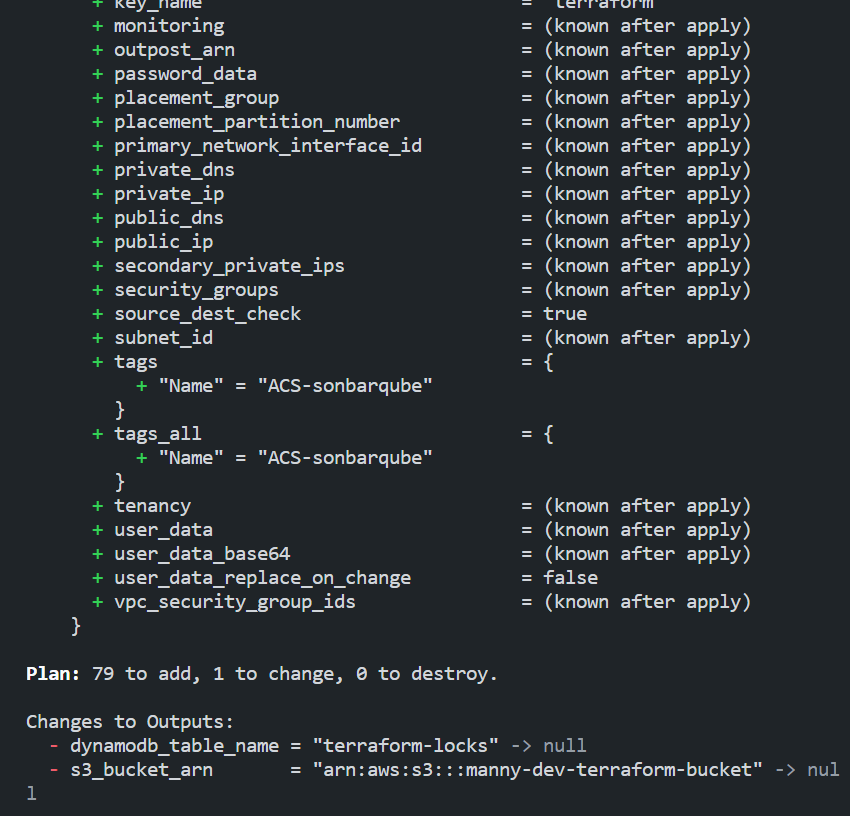 + key_name                             = "terraform"
+ monitoring                           = (known after apply)
+ outpost_arn                          = (known after apply)
+ password_data                        = (known after apply)
+ placement_group                      = (known after apply)
+ placement_partition_number           = (known after apply)
+ primary_network_interface_id         = (known after apply)
+ private_dns                          = (known after apply)
+ private_ip                           = (known after apply)
+ public_dns                           = (known after apply)
+ public_ip                            = (known after apply)
+ secondary_private_ips                = (known after apply)
+ security_groups                      = (known after apply)
+ source_dest_check                    = true
+ subnet_id                            = (known after apply)
+ tags                                 = {
    + "Name" = "ACS-sonbarqube"
  }
+ tags_all                             = {
    + "Name" = "ACS-sonbarqube"
  }
+ tenancy                              = (known after apply)
+ user_data                            = (known after apply)
+ user_data_base64                     = (known after apply)
+ user_data_replace_on_change          = false
+ vpc_security_group_ids               = (known after apply)
}
Plan: 79 to add, 1 to change, 0 to destroy.
Changes to Outputs:
- dynamodb_table_name = "terraform-locks" -> null
- s3_bucket_arn       = "arn:aws:s3:::manny-dev-terraform-bucket" -> nul
l